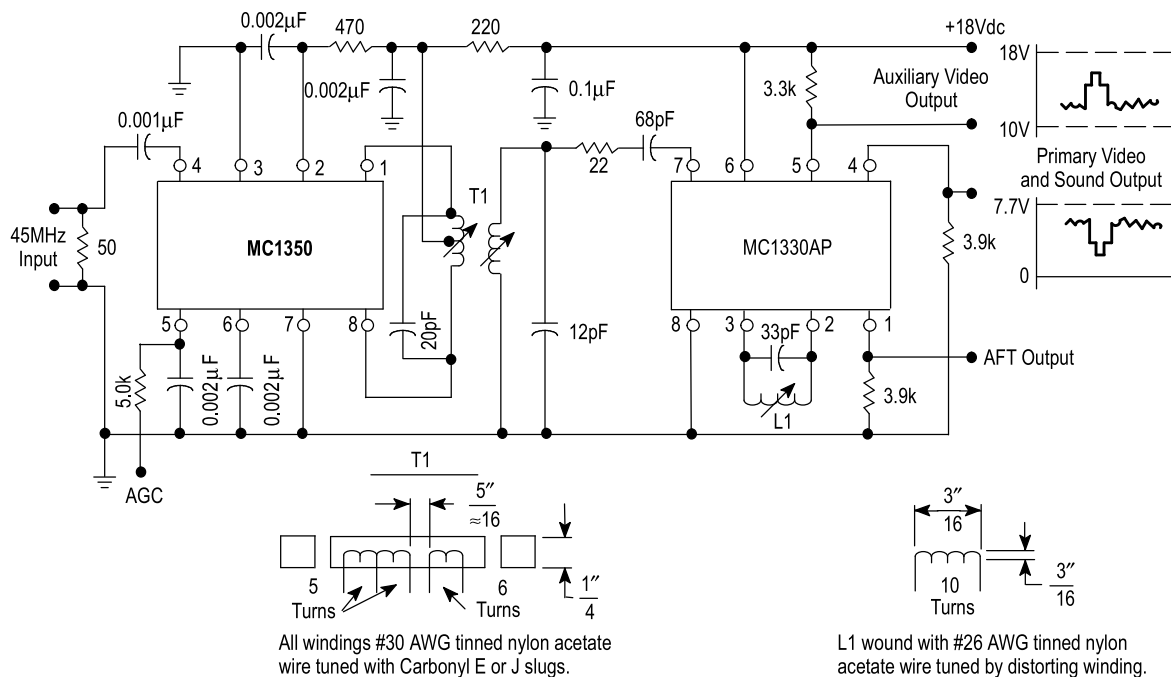 0.002μF
470
220
+18Vdc
18V
0.002μF
0.1μF
3.3k
Auxiliary Video
Output
0.001μF
68pF
10V
4
3
2
1
22
7
6
5
4
Primary Video
and Sound Output
T1
7.7V
45MHz
Input
50
MC1350
MC1330AP
3.9k
0
5
6
7
8
20pF
12pF
8
3
33pF
2
1
AFT Output
5.0k
0.002μF
0.002μF
L1
3.9k
AGC
T1
5″
≈16
3″
16
5
Turns
6
Turns
1″
4
10
Turns
3″
16
All windings #30 AWG tinned nylon acetate
wire tuned with Carbonyl E or J slugs.
L1 wound with #26 AWG tinned nylon
acetate wire tuned by distorting winding.